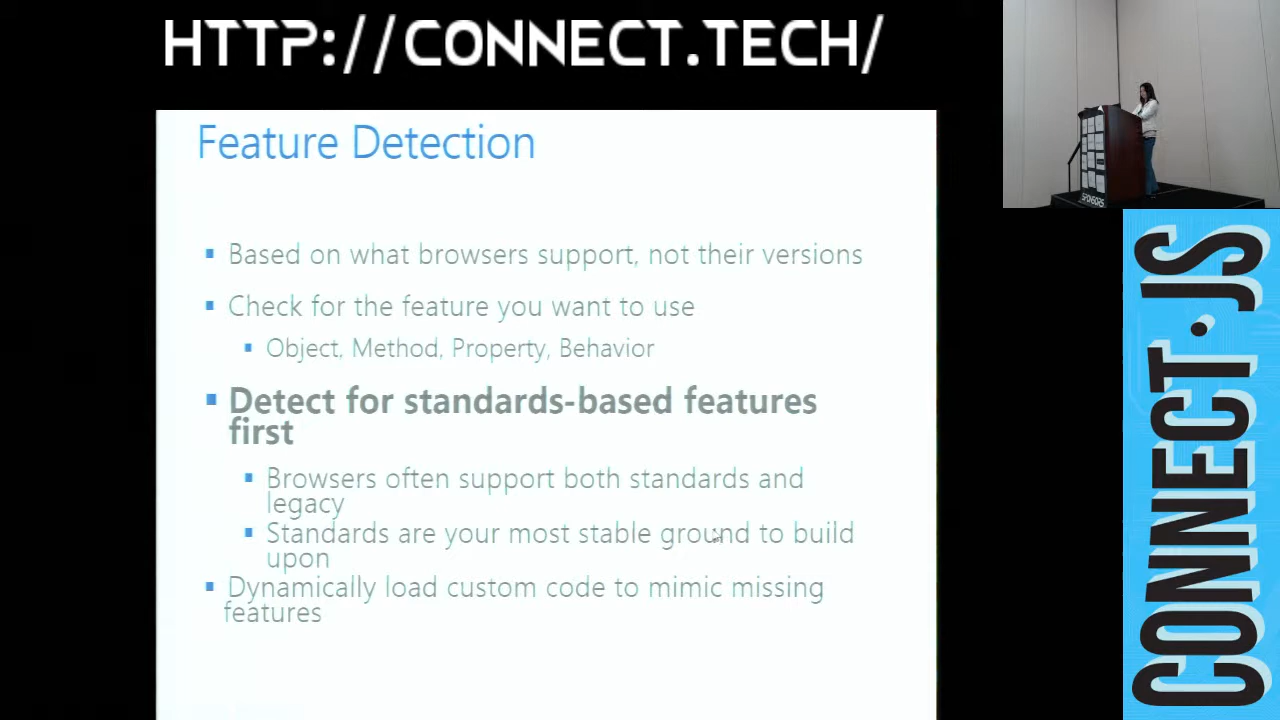 HTTP://CONNECT.TECH/
Feature Detection
Based on what browsers support, not their versions
Check for the feature you want to use
Object, Method, Property, Behavior
Detect for standards-based features
first
Browsers often support both standards and
legacy
Standards are your most stable ground to build
upon
Dynamically load custom code to mimic missing
features
SPONSORS
CONNECT.JS